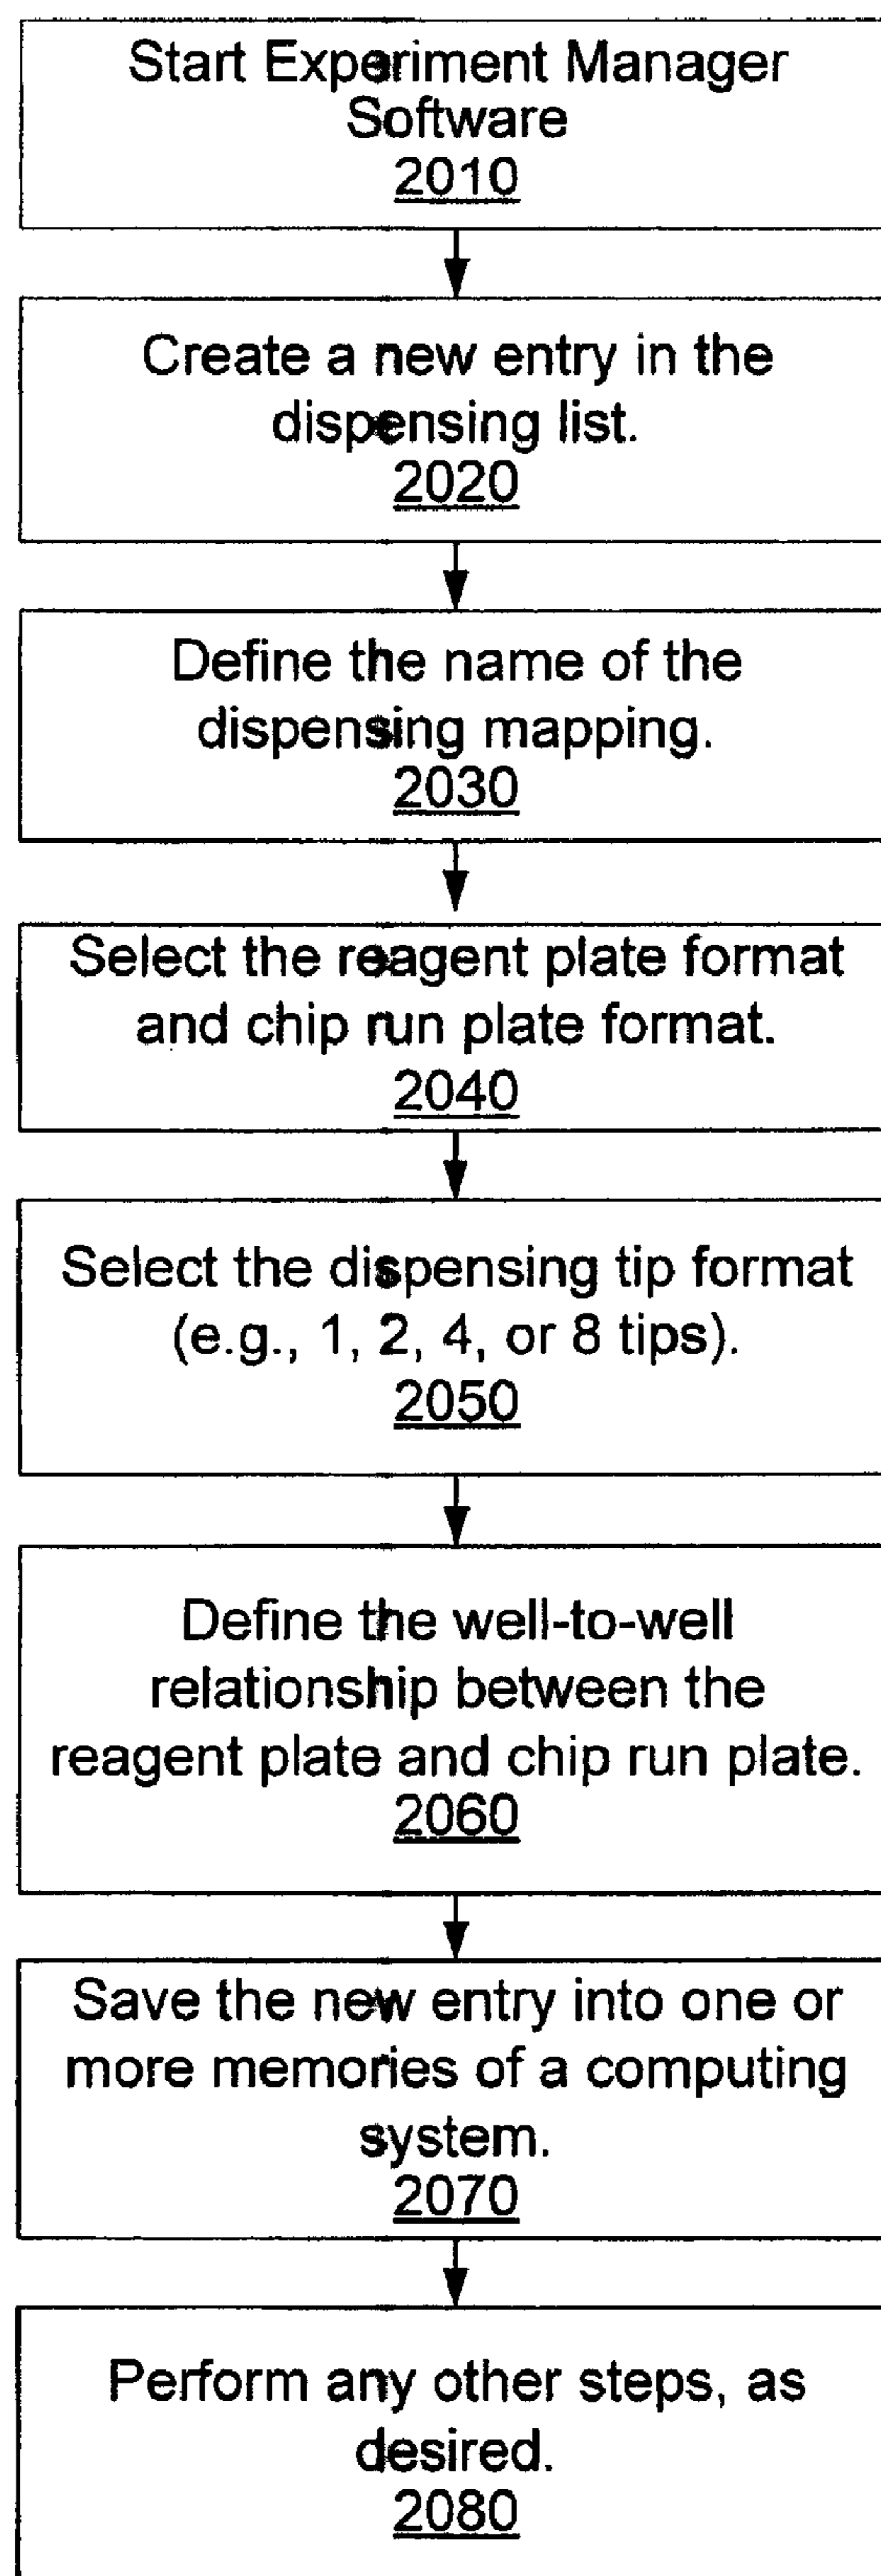 Start Experiment Manager
Software
2010
Create a new entry in the
dispensing list.
2020
Define the name of the
dispensing mapping.
2030
Select the reagent plate format
and chip run plate format.
2040
Select the dispensing tip format
(e.g., 1, 2, 4, or 8 tips).
2050
Define the well-to-well
relationship between the
reagent plate and chip run plate.
2060
Save the new entry into one or
more memories of a computing
system.
2070
Perform any other steps, as
desired.
2080